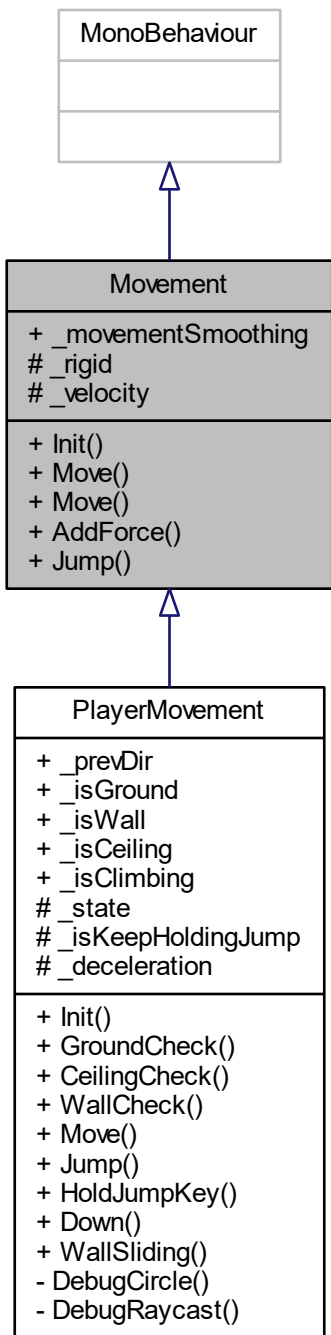 MonoBehaviour
Movement
+ _movementSmoothing
# _rigid
# _velocity
+ Init()
+ Move()
+ Move()
+ AddForce()
+ Jump()
PlayerMovement
+ _prevDir
+ _isGround
+ _isWall
+ _isCeiling
+ _isClimbing
# _state
# _isKeepHoldingJump
# _deceleration
+ Init()
+ GroundCheck()
+ CeilingCheck()
+ WallCheck()
+ Move()
+ Jump()
+ HoldJumpKey()
+ Down()
+ WallSliding()
- DebugCircle()
- DebugRaycast()